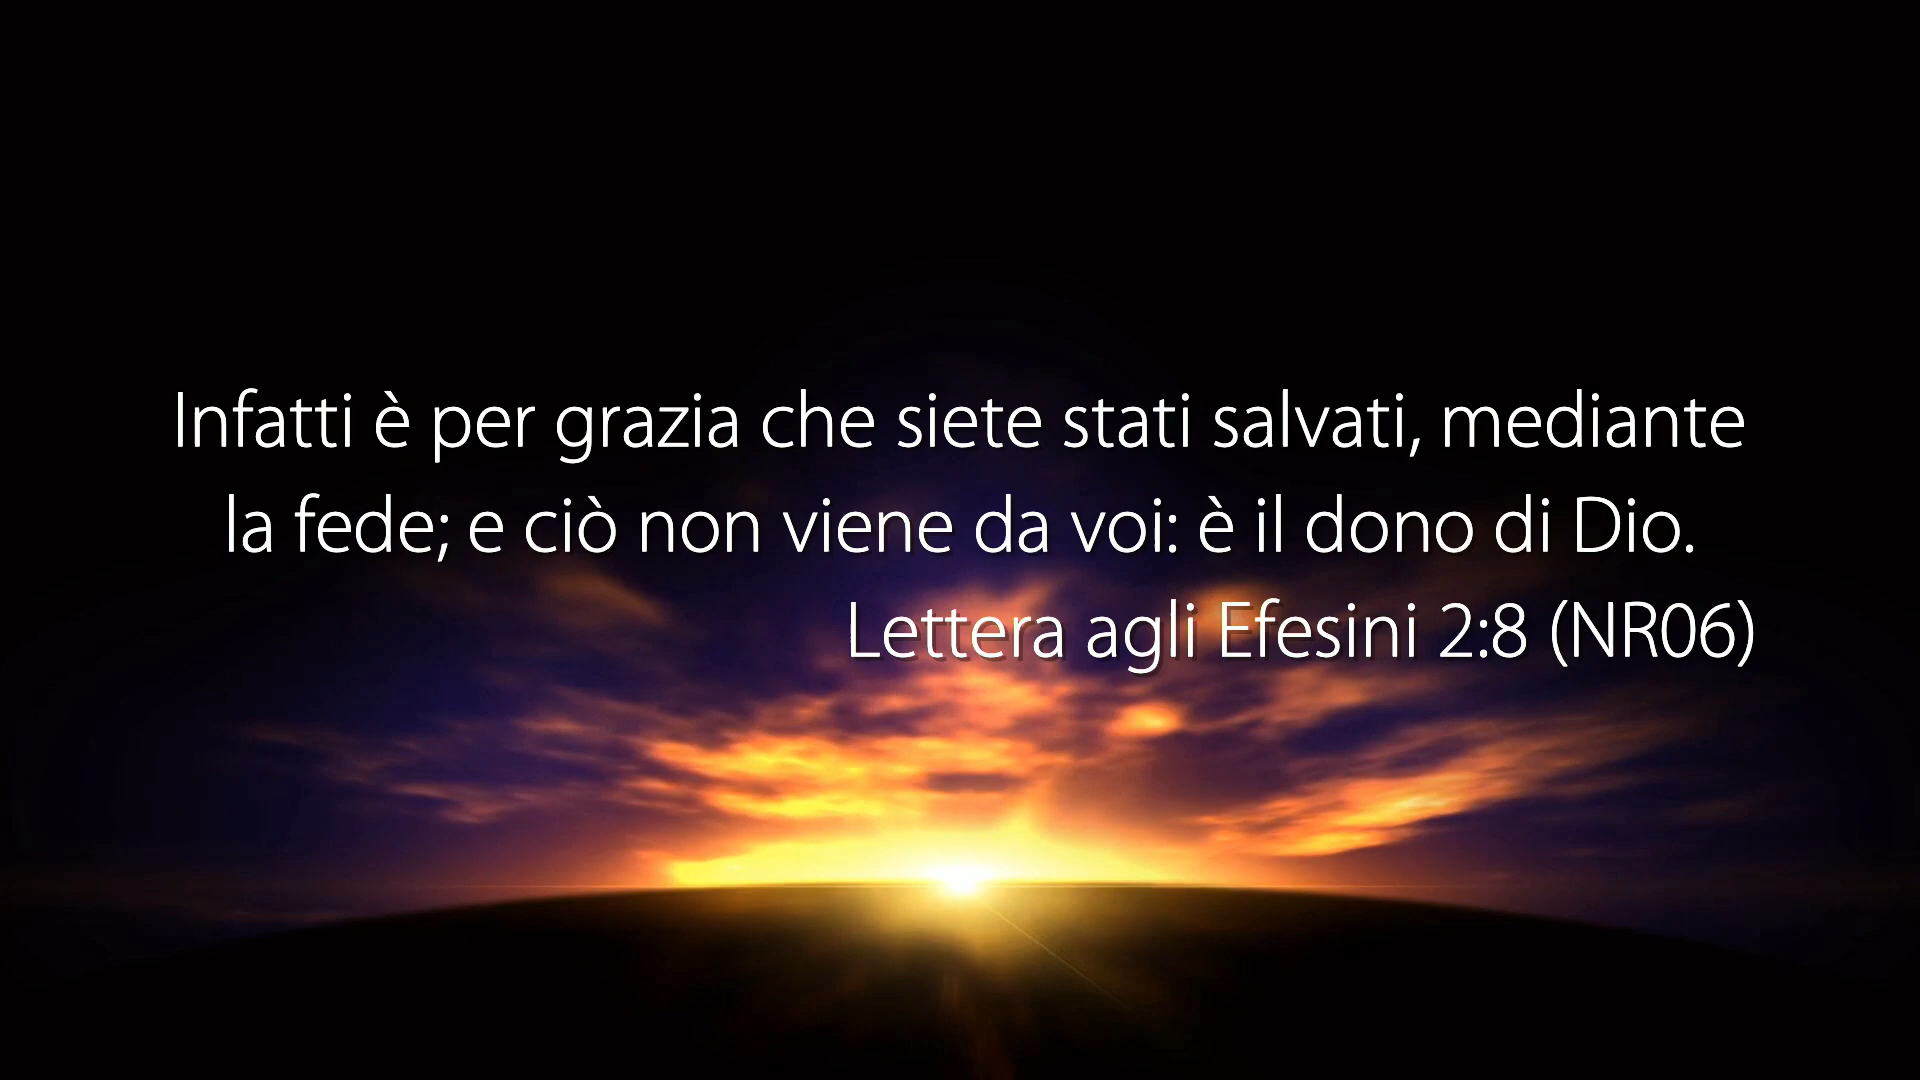 Infatti è per grazia che siete stati salvati, mediante
la fede; e ciò non viene da voi: è il dono di Dio.
Lettera agli Efesini 2:8 (NR06)